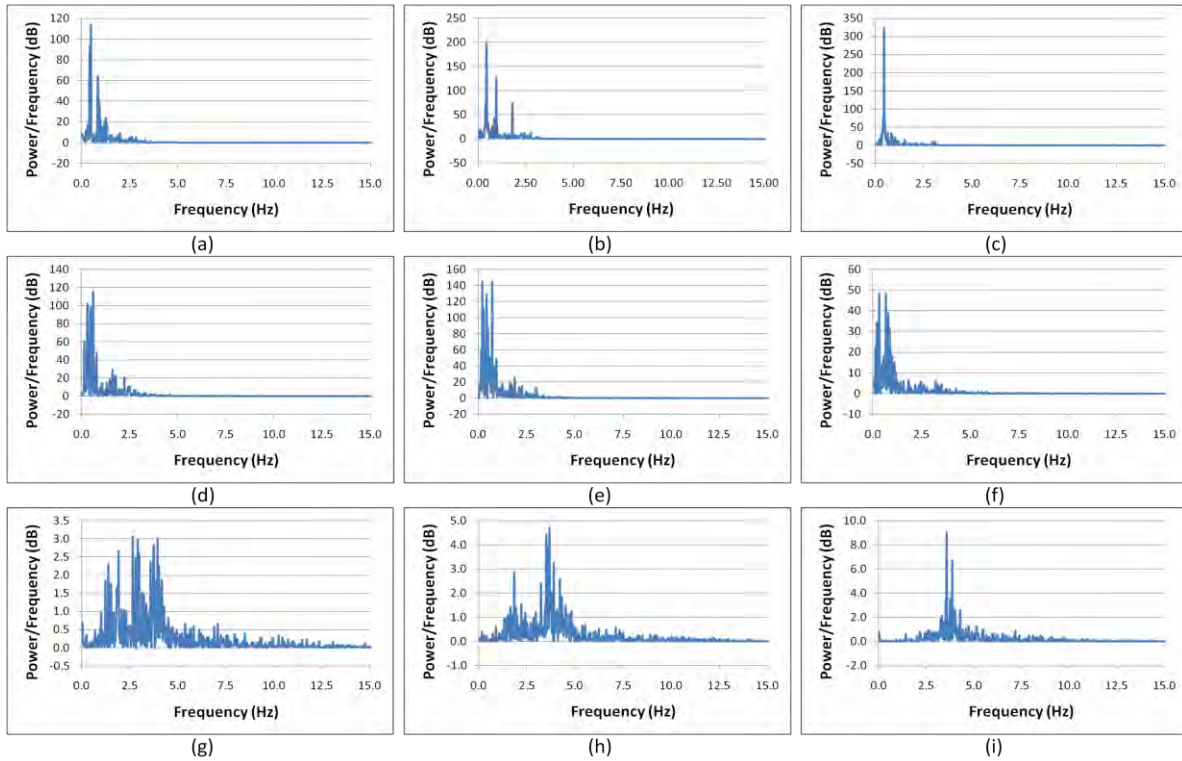 Power/Frequency (dB)
120
100
80
60
40
20
0
-20
0.0 2.5 5.0 7.5 10.0 12.5 15.0
Frequency (Hz)
(a)
Power/Frequency (dB)
250
200
150
100
50
0
-50
0.00 2.50 5.00 7.50 10.00 12.50 15.00
Frequency (Hz)
(b)
Power/Frequency (dB)
350
300
250
200
150
100
50
0
-50
0.0 2.5 5.0 7.5 10.0 12.5 15.0
Frequency (Hz)
(c)
Power/Frequency (dB)
140
120
100
80
60
40
20
0
-20
0.0 2.5 5.0 7.5 10.0 12.5 15.0
Frequency (Hz)
(d)
Power/Frequency (dB)
160
140
120
100
80
60
40
20
0
-20
0.0 2.5 5.0 7.5 10.0 12.5 15.0
Frequency (Hz)
(e)
Power/Frequency (dB)
60
50
40
30
20
10
0
-10
0.0 2.5 5.0 7.5 10.0 12.5 15.0
Frequency (Hz)
(f)
Power/Frequency (dB)
3.5
3.0
2.5
2.0
1.5
1.0
0.5
0.0
-0.5
0.0 2.5 5.0 7.5 10.0 12.5 15.0
Frequency (Hz)
(g)
Power/Frequency (dB)
5.0
4.0
3.0
2.0
1.0
0.0
-1.0
0.0 2.5 5.0 7.5 10.0 12.5 15.0
Frequency (Hz)
(h)
Power/Frequency (dB)
10.0
8.0
6.0
4.0
2.0
0.0
-2.0
0.0 2.5 5.0 7.5 10.0 12.5 15.0
Frequency (Hz)
(i)